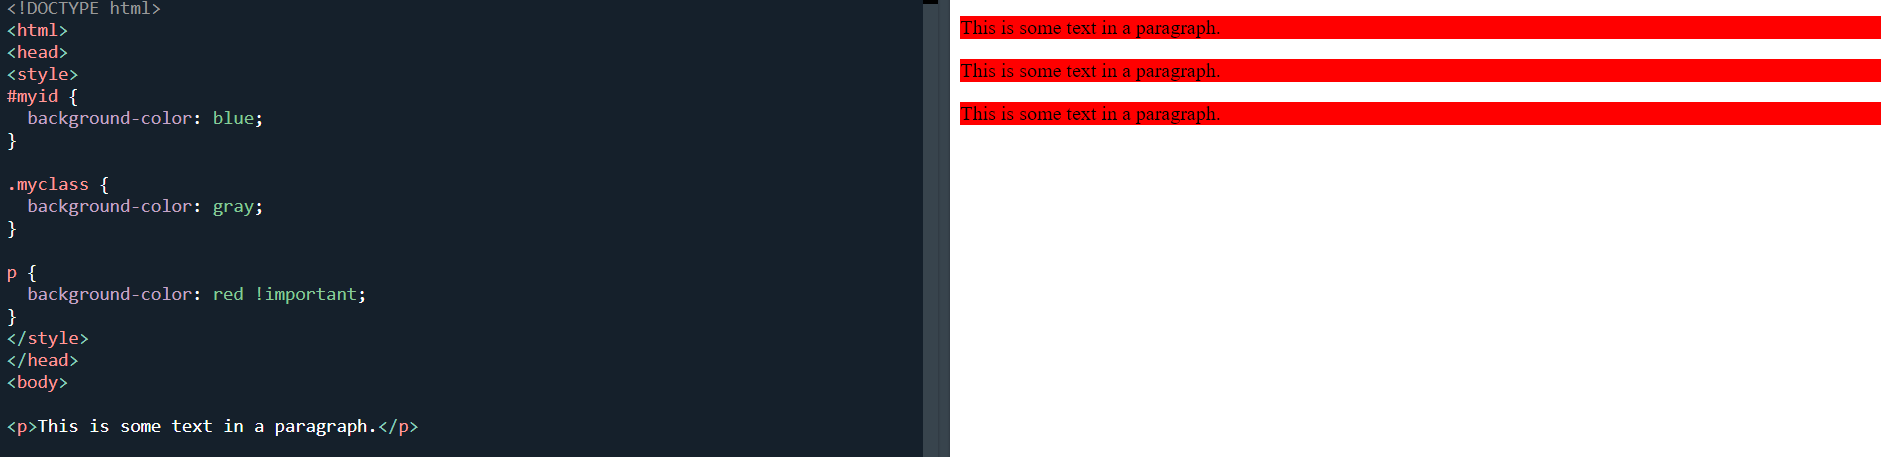 <!DOCTYPE html>
<html>
<head>
<style>
#myid {
  background-color: blue;
}

.myclass {
  background-color: gray;
}

p {
  background-color: red !important;
}
</style>
</head>
<body>

<p>This is some text in a paragraph.</p>

This is some text in a paragraph.
This is some text in a paragraph.
This is some text in a paragraph.